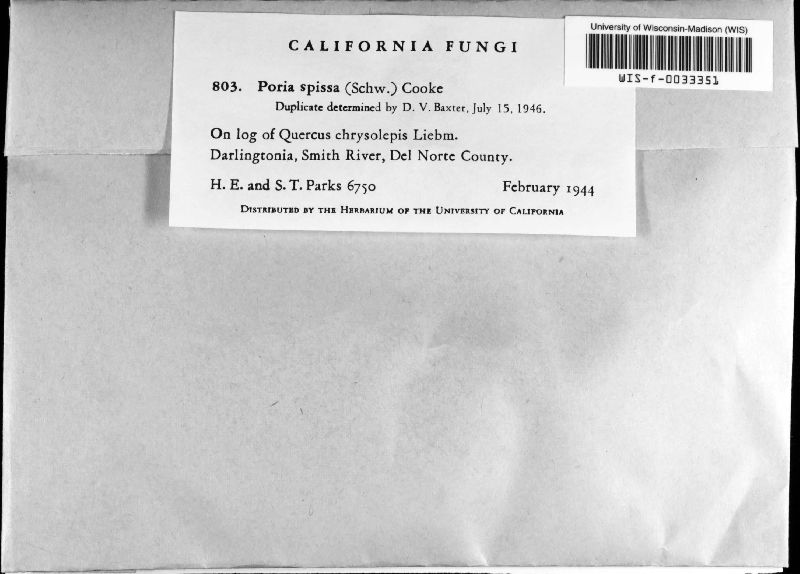 University of Wisconsin-Madison (WIS)
WIS-f-0033351
CALIFORNIA FUNGI
803. Poria spissa (Schw.) Cooke
Duplicate determined by D. V. Baxter, July 15, 1946.
On log of Quercus chrysolepis Liebm.
Darlingtonia, Smith River, Del Norte County.
H. E. and S. T. Parks 6750 February 1944
Distributed by the Herbarium of the University of California